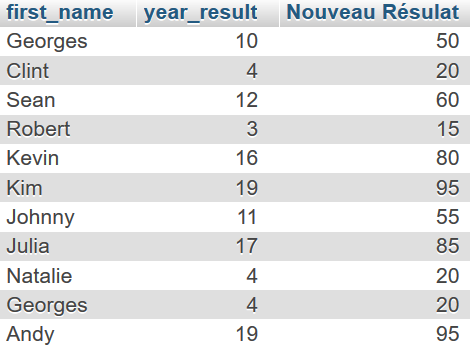 first_name year_result Nouveau Résulat
Georges 10 50
Clint 4 20
Sean 12 60
Robert 3 15
Kevin 16 80
Kim 19 95
Johnny 11 55
Julia 17 85
Natalie 4 20
Georges 4 20
Andy 19 95